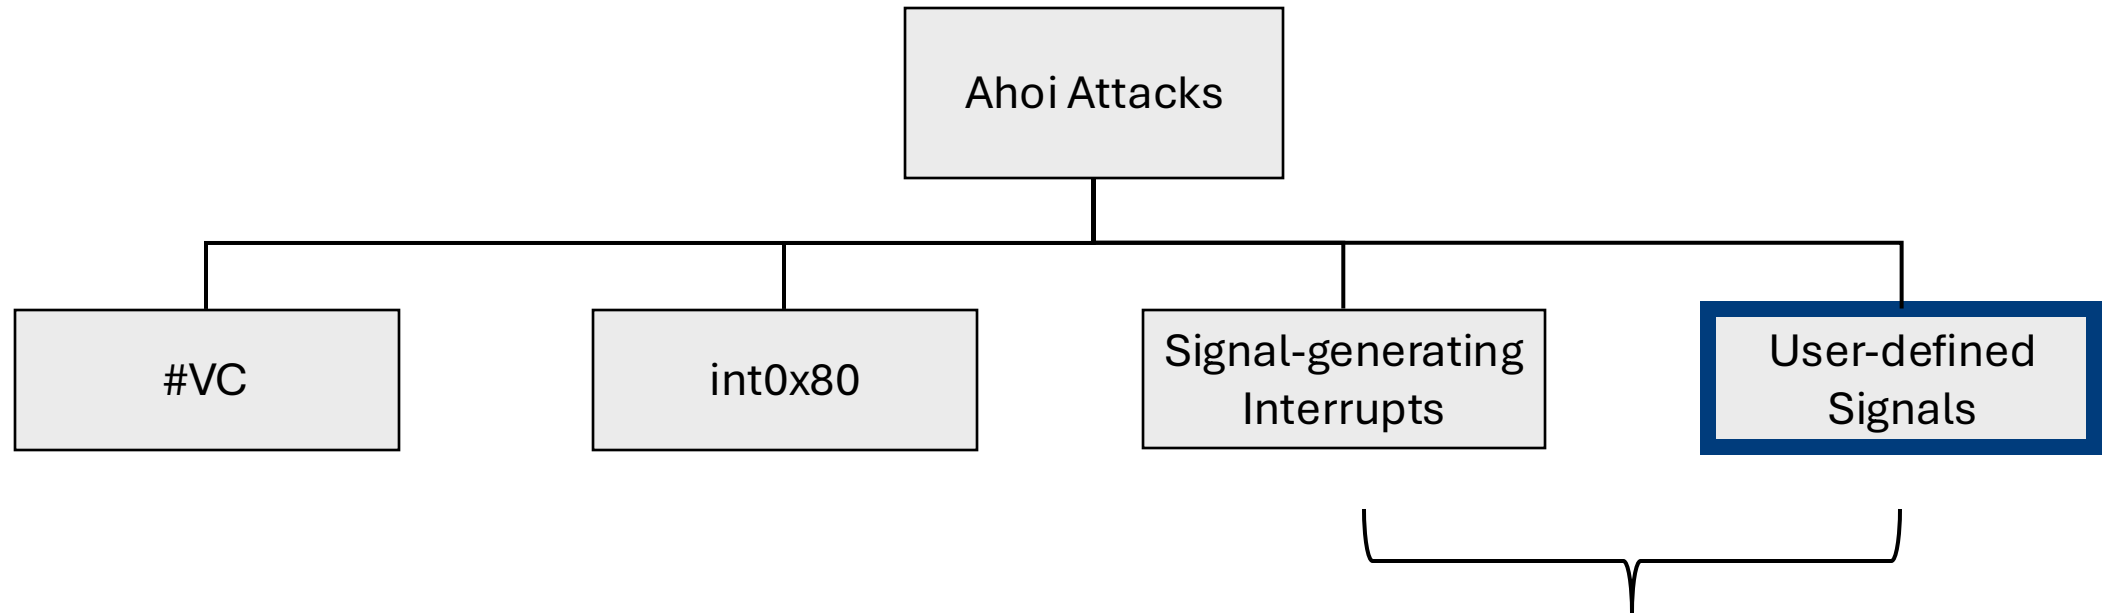 Ahoi Attacks
#VC
int0x80
Signal-generating
Interrupts
User-defined
Signals